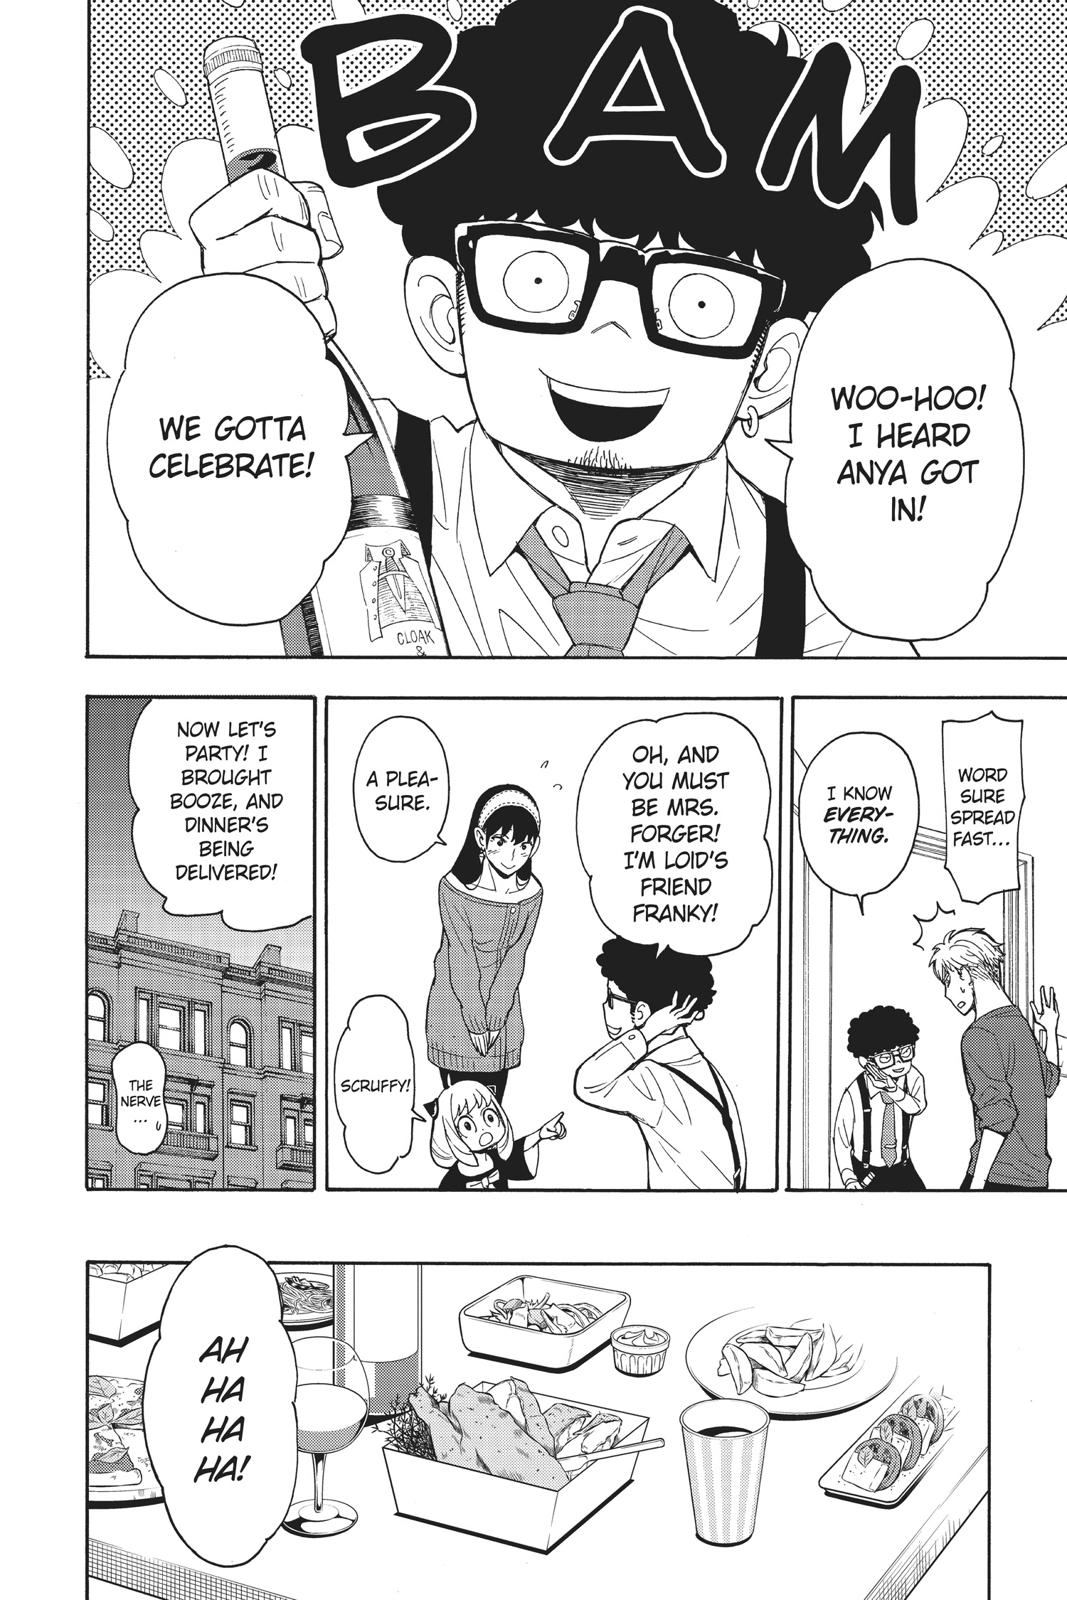 BAM
WOO-HOO!
I HEARD
ANYA GOT
IN!
WE GOTTA
CELEBRATE!
CLOAK
&
WORD
SURE
SPREAD
FAST...
I KNOW
EVERY-
THING.
OH, AND
YOU MUST
BE MRS.
FORGER!
I'M LOID'S
FRIEND
FRANKY!
A PLEA-
SURE.
SCRUFFY!
NOW LET'S
PARTY! I
BROUGHT
BOOZE, AND
DINNER'S
BEING
DELIVERED!
THE
NERVE
...
AH
HA
HA
HA!